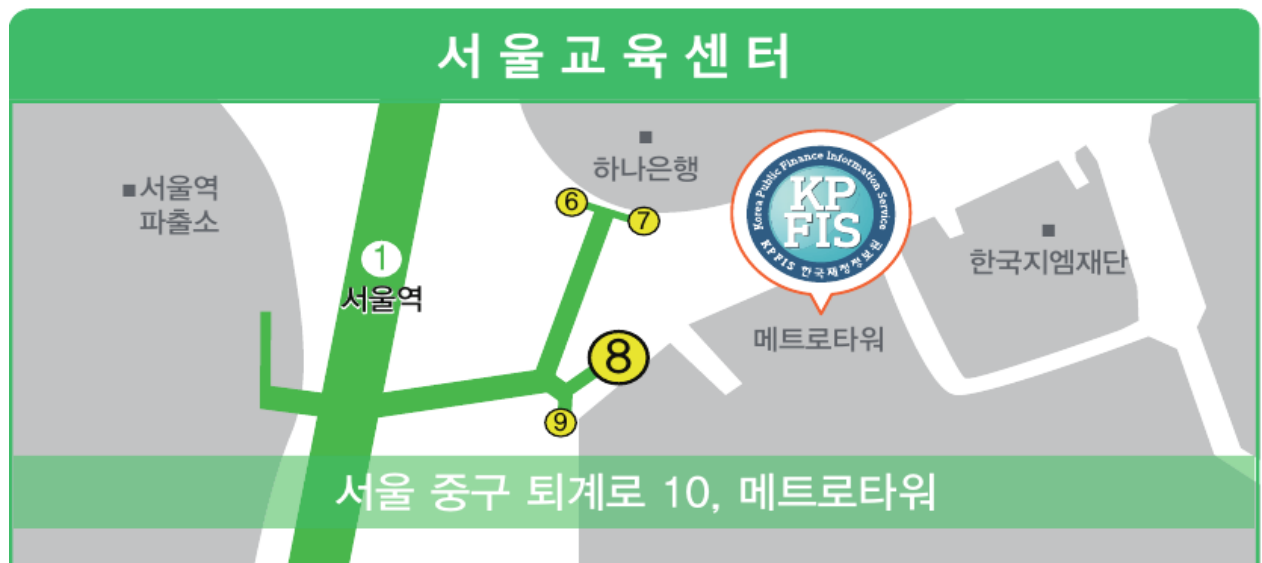 서울교육센터
■ 하나은행
■ 서울역
파출소
6
7
Korea Public Finance Information Service
KP
FIS
KPFIS 한국재정정보원
1
서울역
■ 한국지엠재단
메트로타워
8
9
서울 중구 퇴계로 10, 메트로타워